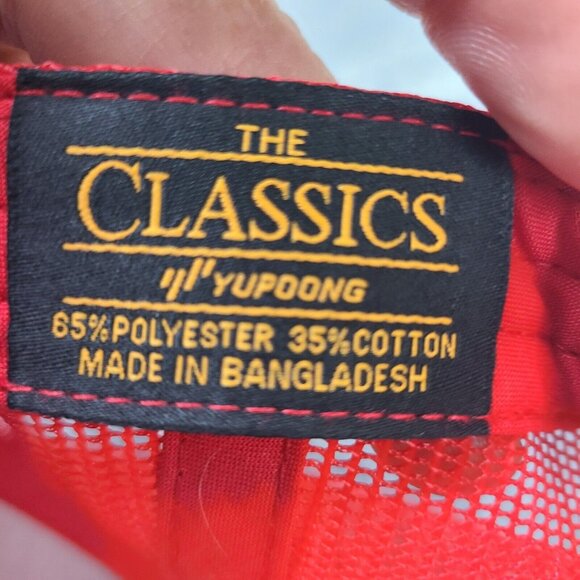 THE
CLASSICS
YUPOONG
65%POLYESTER 35%COTTON
MADE IN BANGLADESH